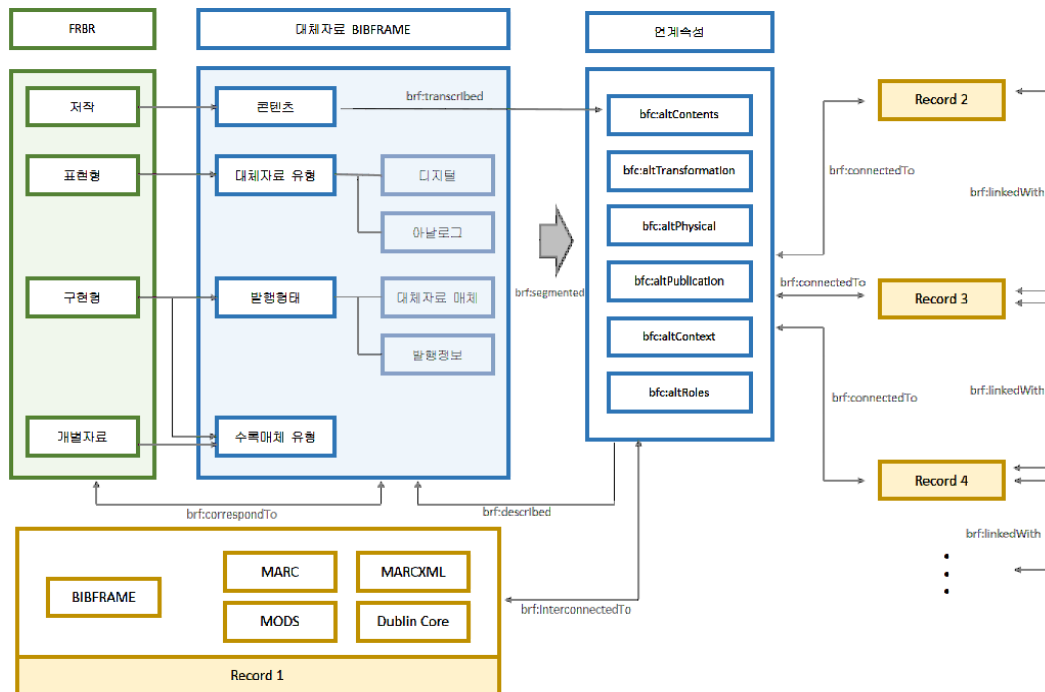 FRBR
대체자료 BIBFRAME
연계속성
저작
표현형
구현형
개별자료
콘텐츠
대체자료 유형
디지털
아날로그
발행형태
대체자료 매체
발행정보
수록매체 유형
brf:transcribed
brf:segmented
bfc:altContents
bfc:altTransformation
bfc:altPhysical
bfc:altPublication
bfc:altContext
bfc:altRoles
brf:connectedTo
brf:connectedTo
brf:connectedTo
Record 2
brf:linkedWith
Record 3
brf:linkedWith
Record 4
brf:linkedWith
brf:correspondTo
brf:described
brf:InterconnectedTo
BIBFRAME
MARC
MARCXML
MODS
Dublin Core
Record 1